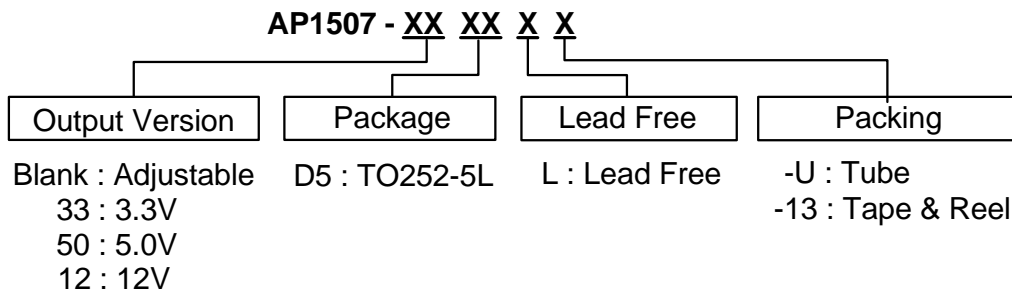 AP1507 - XX XX X X
Output Version
Package
Lead Free
Packing
Blank : Adjustable
33 : 3.3V
50 : 5.0V
12 : 12V
D5 : TO252-5L
L : Lead Free
-U : Tube
-13 : Tape & Reel